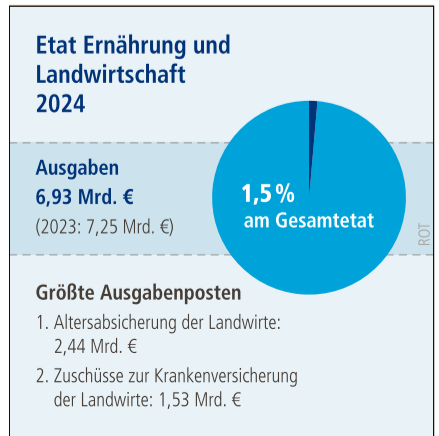 Etat Ernährung und
Landwirtschaft
2024
Ausgaben
6,93 Mrd. €
(2023: 7,25 Mrd. €)
1,5 %
am Gesamtetat
ROT
Größte Ausgabenposten
1. Altersabsicherung der Landwirte:
2,44 Mrd. €
2. Zuschüsse zur Krankenversicherung
der Landwirte: 1,53 Mrd. €